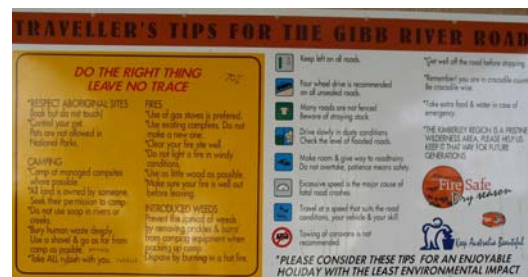 TRAVELLER'S TIPS FOR THE GIBB RIVER ROAD
DO THE RIGHT THING
LEAVE NO TRACE
*RESPECT ABORIGINAL SITES
(look but do not touch)
*Control your pet.
Pets are not allowed in
National Parks.
CAMPING
*Camp at managed campsites
where possible
*All land is owned by someone.
Seek their permission to camp.
*Do not use soap in rivers or
creeks.
*Bury human waste deeply.
Use a shovel & go as far from
camp as possible.
*Take ALL rubbish with you.
FIRES
*Use of gas stoves is prefered.
*Use existing campfires. Do not
make a new one.
*Clear your fire site well.
*Do not light a fire in windy
conditions.
*Use as little wood as possible.
Make sure your fire is well out
before leaving.
INTRODUCED WEEDS
Prevent the spread of weeds
by removing prickles & burrs
from camping equipment when
packing up camp.
Dispose by burning in a hot fire.
Keep left on all roads.
Four wheel drive is recommended
on all unsealed roads.
Many roads are not fenced
Beware of straying stock.
Drive slowly in dusty conditions
Check the level of flooded roads.
Make room & give way to roadtrains.
Do not overtake, patience means safety.
Excessive speed is the major cause of
total road crashes
Travel at a speed that suits the road
conditions, your vehicle & your skill.
Towing of caravans is not
recommended.
*Get well off the road before stopping.
*Remember! you are in crocodile country
Be crocodile wise.
*Take extra food & water in case of
emergency.
*THE KIMBERLEY REGION IS A PRISTINE
WILDERNESS AREA, PLEASE HELP US
KEEP IT THAT WAY FOR FUTURE
GENERATIONS
Fire Safe
Dry season
Keep Australia Beautiful
*PLEASE CONSIDER THESE TIPS FOR AN ENJOYABLE
HOLIDAY WITH THE LEAST ENVIRONMENTAL IMPACT